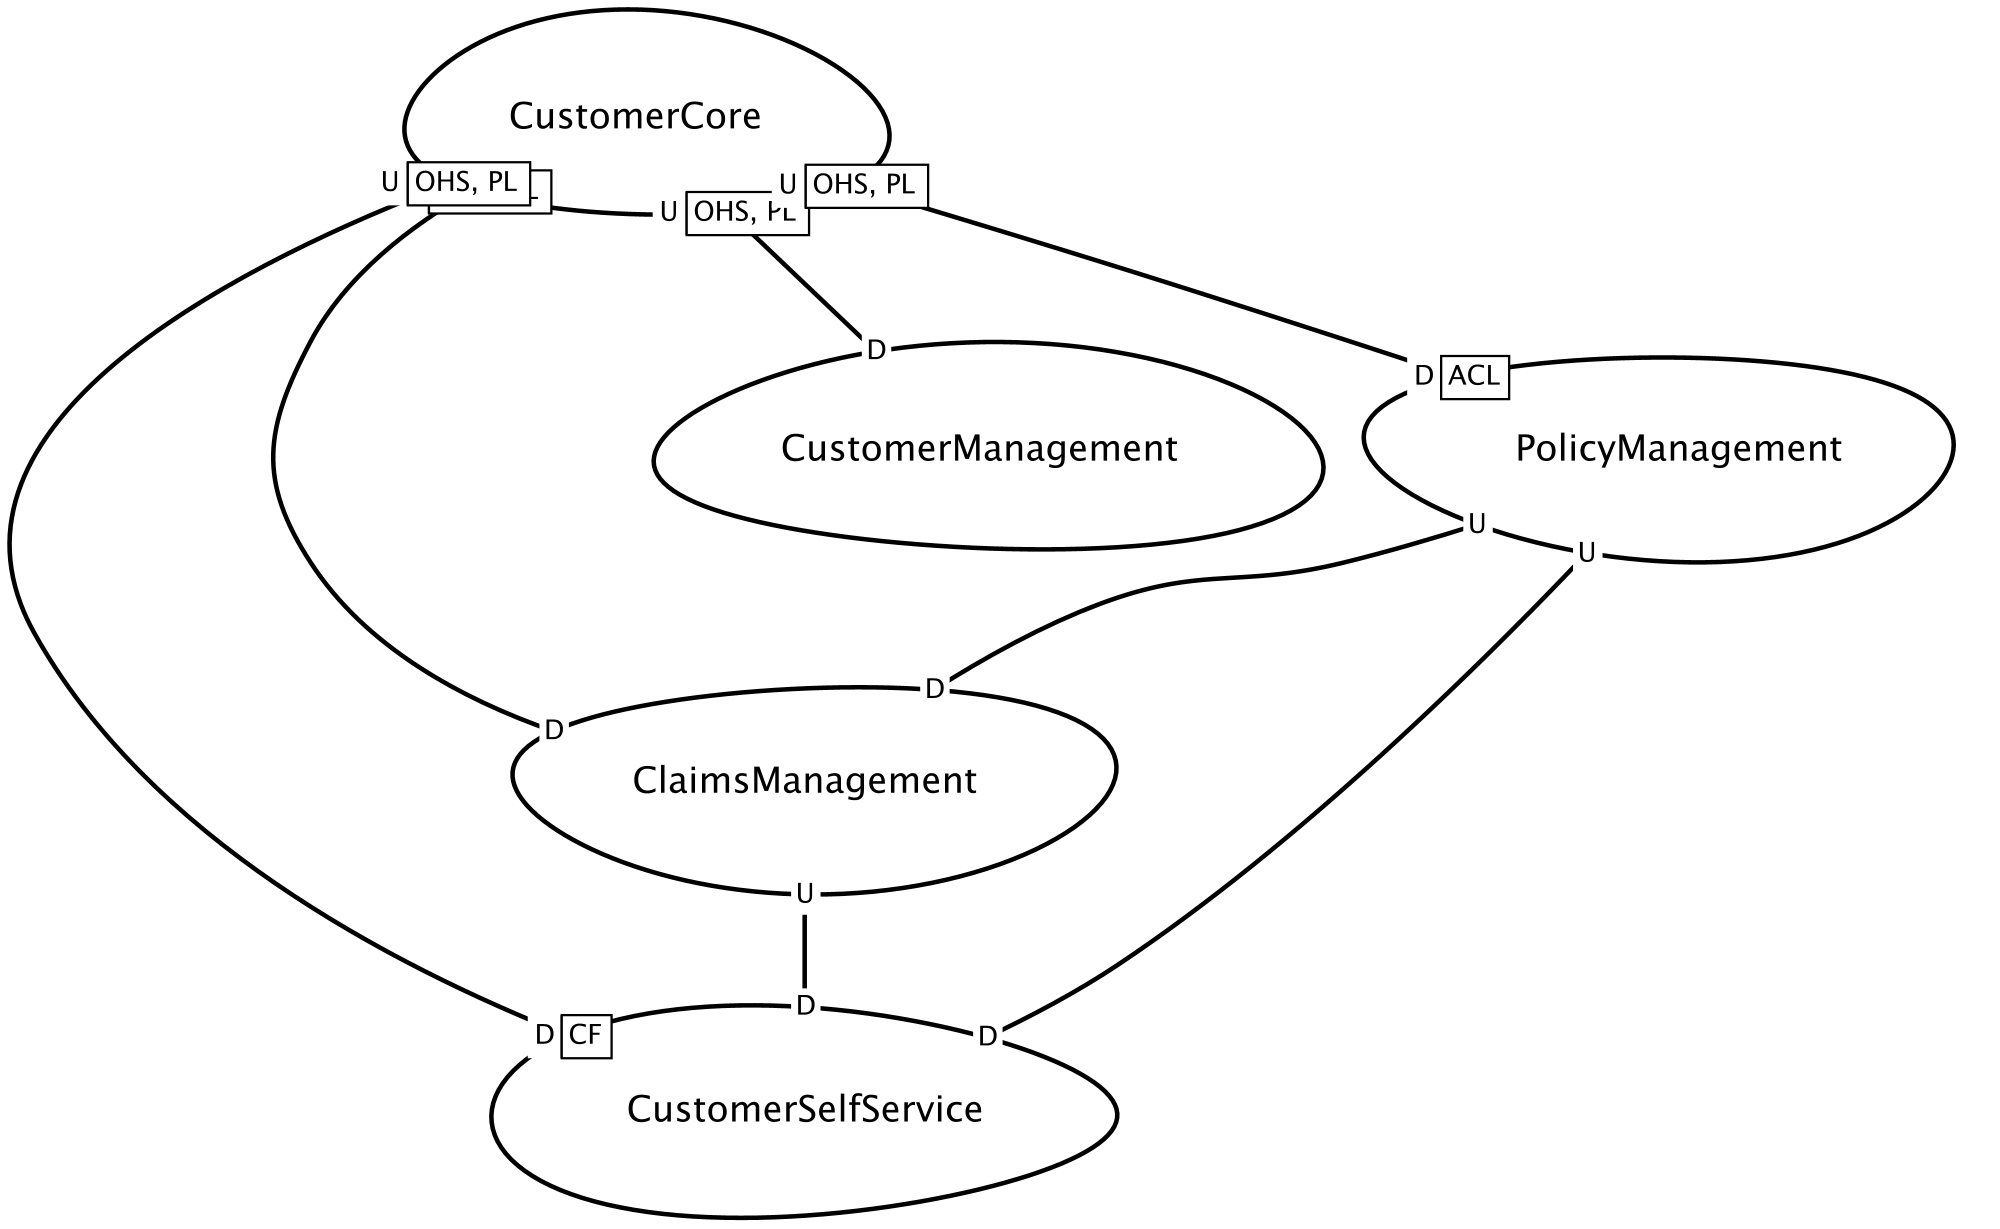 CustomerCore
U OHS, PL
U OHS, PL
U OHS, PL
D
D ACL
CustomerManagement
PolicyManagement
U
U
D
D
ClaimsManagement
U
D
D CF
D
CustomerSelfService